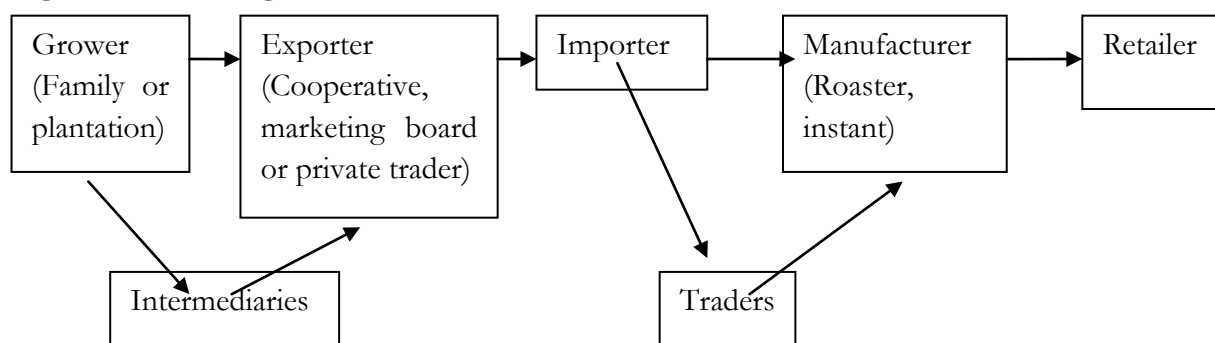 Grower
(Family or
plantation)
Exporter
(Cooperative,
marketing board
or private trader)
Importer
Manufacturer
(Roaster,
instant)
Retailer
Intermediaries
Traders